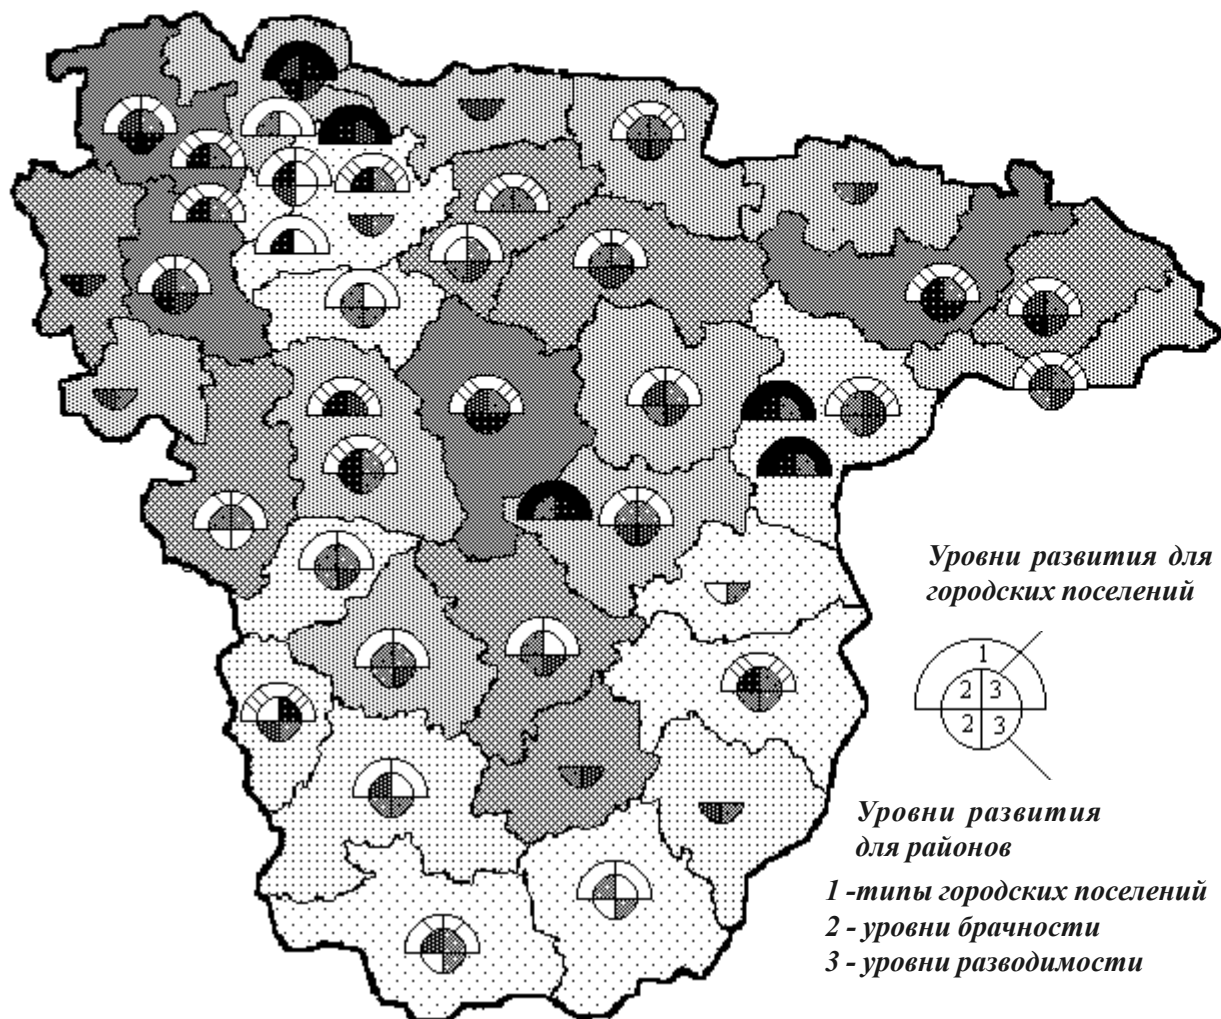 Уровни развития для
городских поселений
1
2 3
2 3
Уровни развития
для районов
1 -типы городских поселений
2 - уровни брачности
3 - уровни разводимости